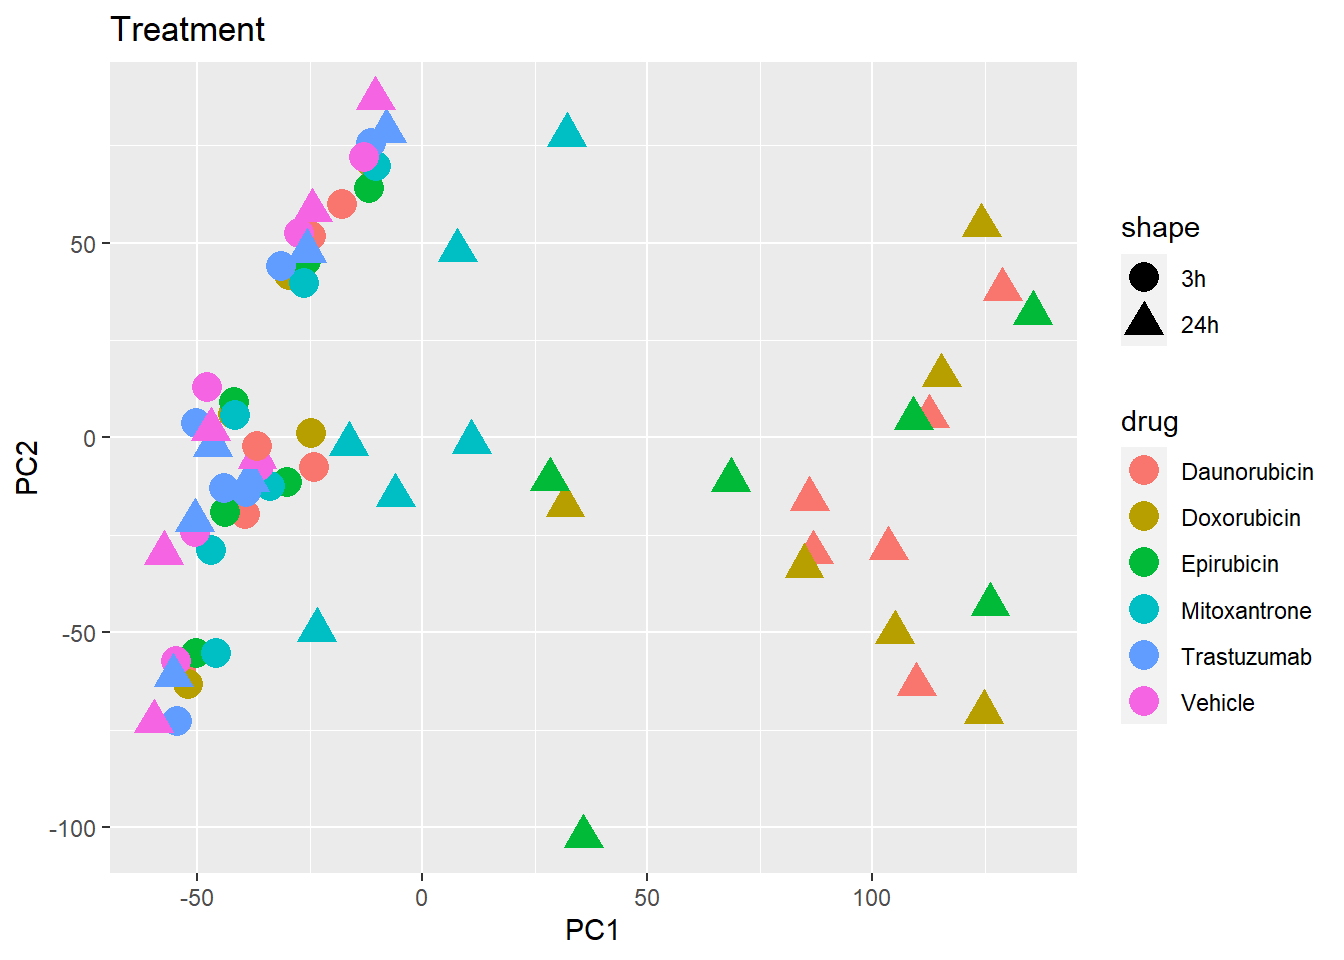 Treatment
PC2
50
0
-50
-100
-50
0
50
100
PC1
shape
3h
24h
drug
Daunorubicin
Doxorubicin
Epirubicin
Mitoxantrone
Trastuzumab
Vehicle